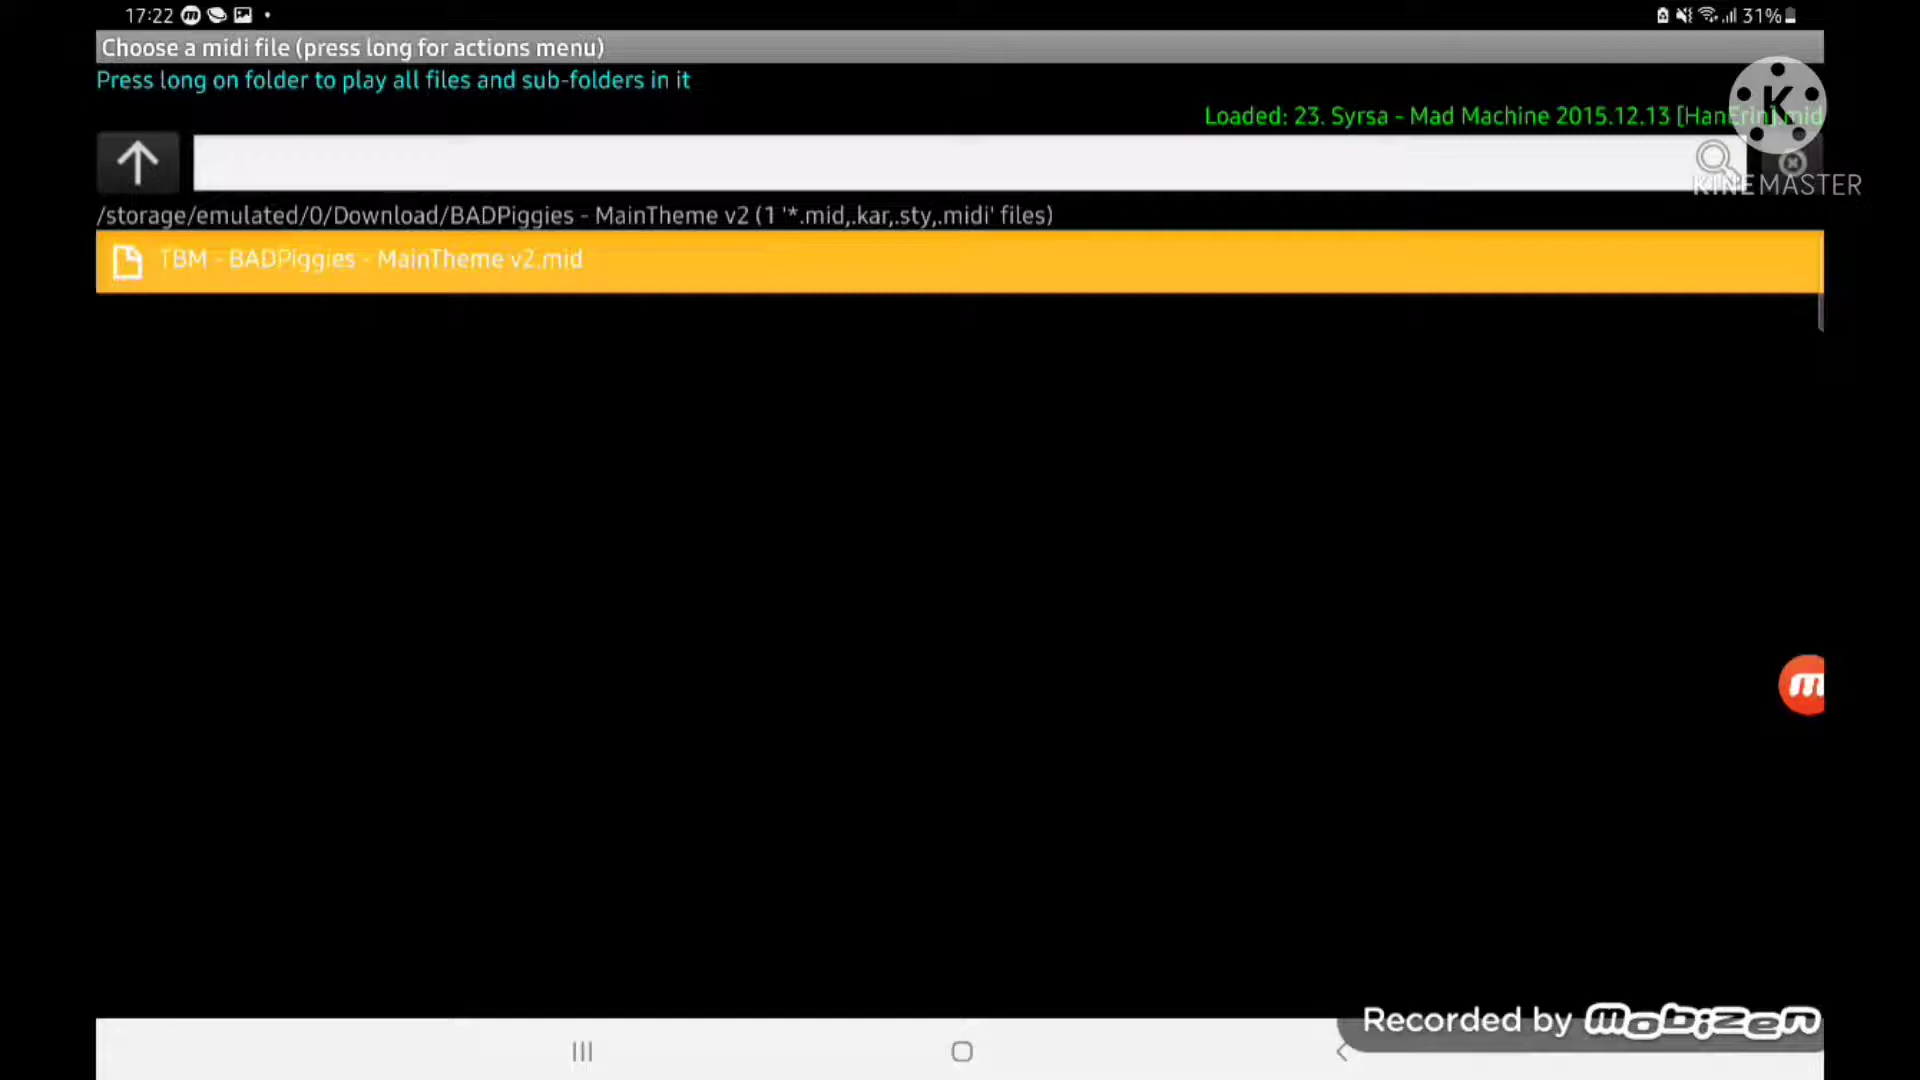 17:22
31%
Choose a midi file (press long for actions menu)
Press long on folder to play all files and sub-folders in it
Loaded: 23. Syrsa - Mad Machine 2015.12.13 [HanErin].mid
K
KINEMASTER
/storage/emulated/0/Download/BADPiggies - MainTheme v2 (1 '*.mid,.kar,.sty,.midi' files)
TBM - BADPiggies - MainTheme v2.mid
m
Recorded by mobizen